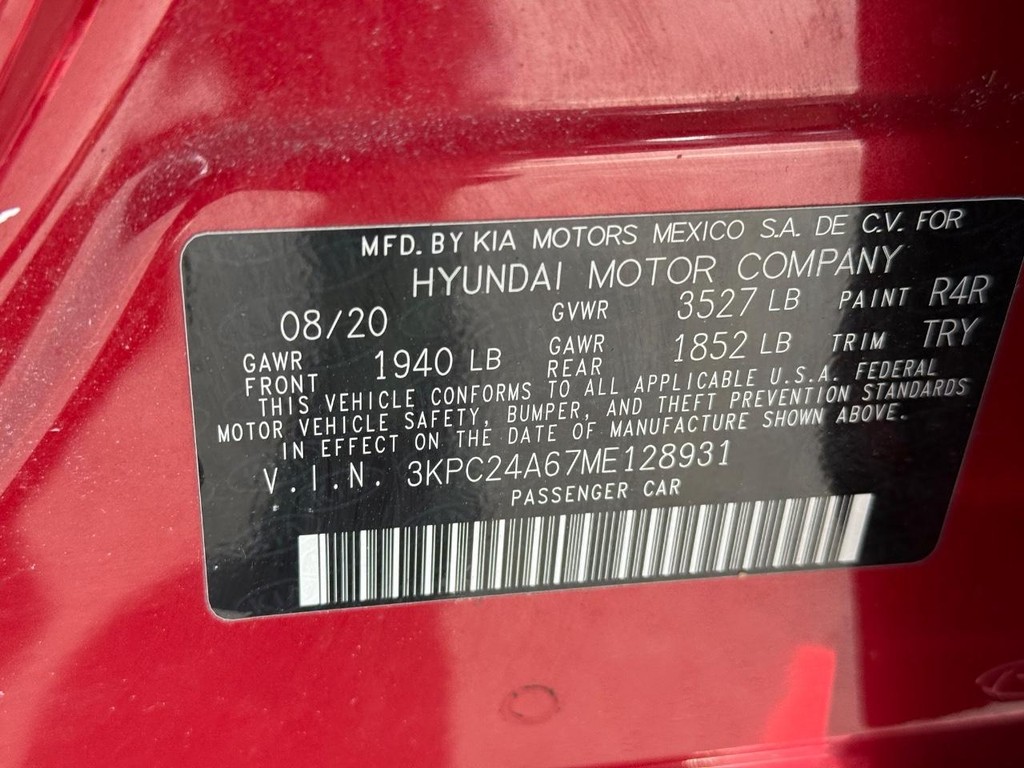 MFD. BY KIA MOTORS MEXICO S.A. DE C.V. FOR
HYUNDAI MOTOR COMPANY
08/20 GVWR 3527 LB PAINT R4R
GAWR FRONT 1940 LB GAWR REAR 1852 LB TRIM TRY
THIS VEHICLE CONFORMS TO ALL APPLICABLE U.S.A. FEDERAL
MOTOR VEHICLE SAFETY, BUMPER, AND THEFT PREVENTION STANDARDS
IN EFFECT ON THE DATE OF MANUFACTURE SHOWN ABOVE.
V.I.N. 3KPC24A67ME128931
PASSENGER CAR